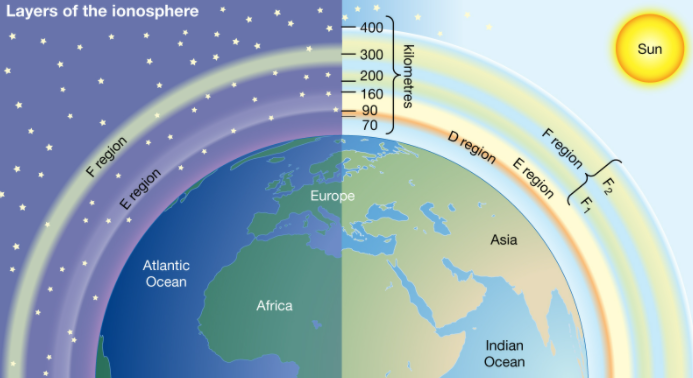 Layers of the ionosphere
400
300
200
160
90
70
kilometres
Sun
F region
E region
D region
E region
F region
F2
F1
Europe
Asia
Atlantic
Ocean
Africa
Indian
Ocean